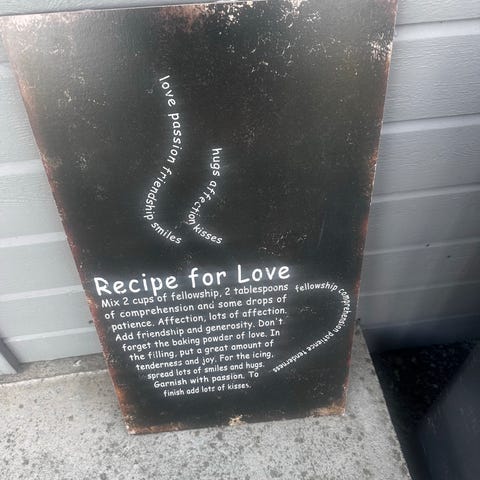 love passion friendship smiles
hugs affection kisses
Recipe for Love
Mix 2 cups of fellowship, 2 tablespoons
of comprehension and some drops of
patience. Affection, lots of affection.
Add friendship and generosity. Don't
forget the baking powder of love. In
the filling, put a great amount of
tenderness and joy. For the icing,
spread lots of smiles and hugs.
Garnish with passion. To
finish add lots of kisses.
fellowship comprehension patience tenderness